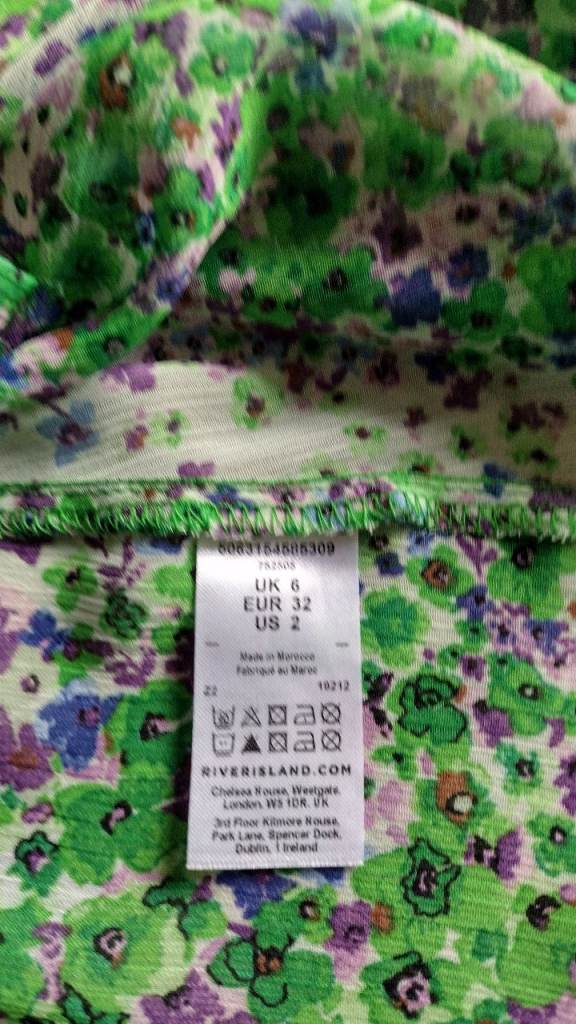 5063154505309
752505
UK 6
EUR 32
US 2
Made in Morocco
Fabriqué au Maroc
22 10212
RIVERISLAND.COM
Chelsea House, Westgate,
London, W5 1DR, UK
3rd Floor Kilmore House,
Park Lane, Spencer Dock,
Dublin, 1 Ireland